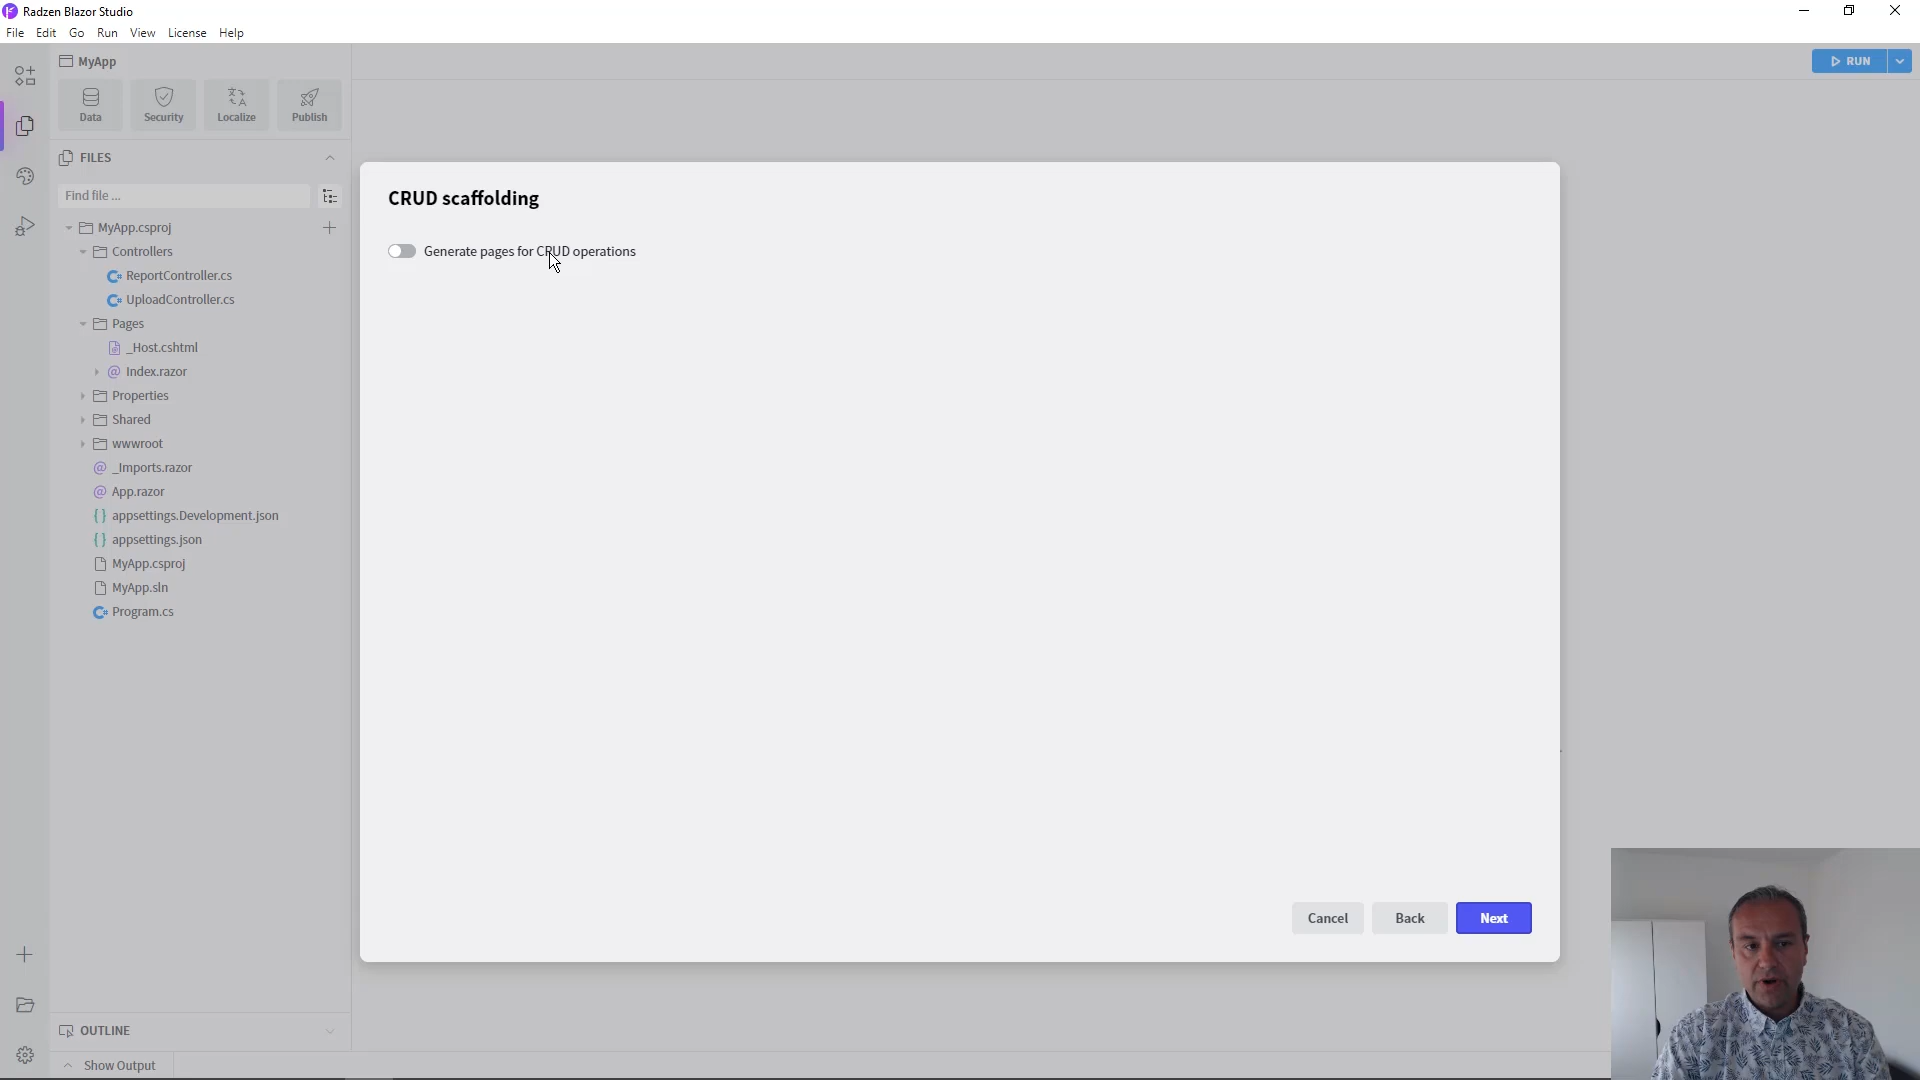 Radzen Blazor Studio
File Edit Go Run View License Help
MyApp
RUN
Data Security Localize Publish
FILES
Find file ...
MyApp.csproj
Controllers
ReportController.cs
UploadController.cs
Pages
_Host.cshtml
Index.razor
Properties
Shared
wwwroot
_Imports.razor
App.razor
appsettings.Development.json
appsettings.json
MyApp.csproj
MyApp.sln
Program.cs
OUTLINE
Show Output
CRUD scaffolding
Generate pages for CRUD operations
Cancel Back Next